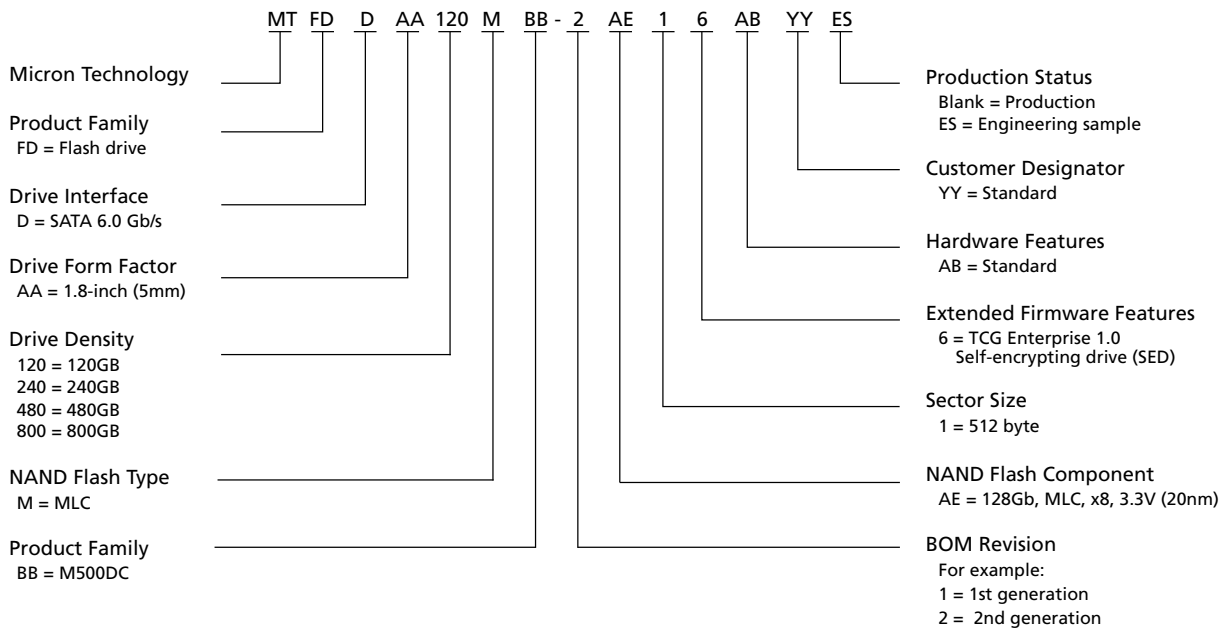 MT FD D AA 120 M BB - 2 AE 1 6 AB YY ES
Micron Technology
Product Family
FD = Flash drive
Drive Interface
D = SATA 6.0 Gb/s
Drive Form Factor
AA = 1.8-inch (5mm)
Drive Density
120 = 120GB
240 = 240GB
480 = 480GB
800 = 800GB
NAND Flash Type
M = MLC
Product Family
BB = M500DC
Production Status
Blank = Production
ES = Engineering sample
Customer Designator
YY = Standard
Hardware Features
AB = Standard
Extended Firmware Features
6 = TCG Enterprise 1.0
Self-encrypting drive (SED)
Sector Size
1 = 512 byte
NAND Flash Component
AE = 128Gb, MLC, x8, 3.3V (20nm)
BOM Revision
For example:
1 = 1st generation
2 = 2nd generation